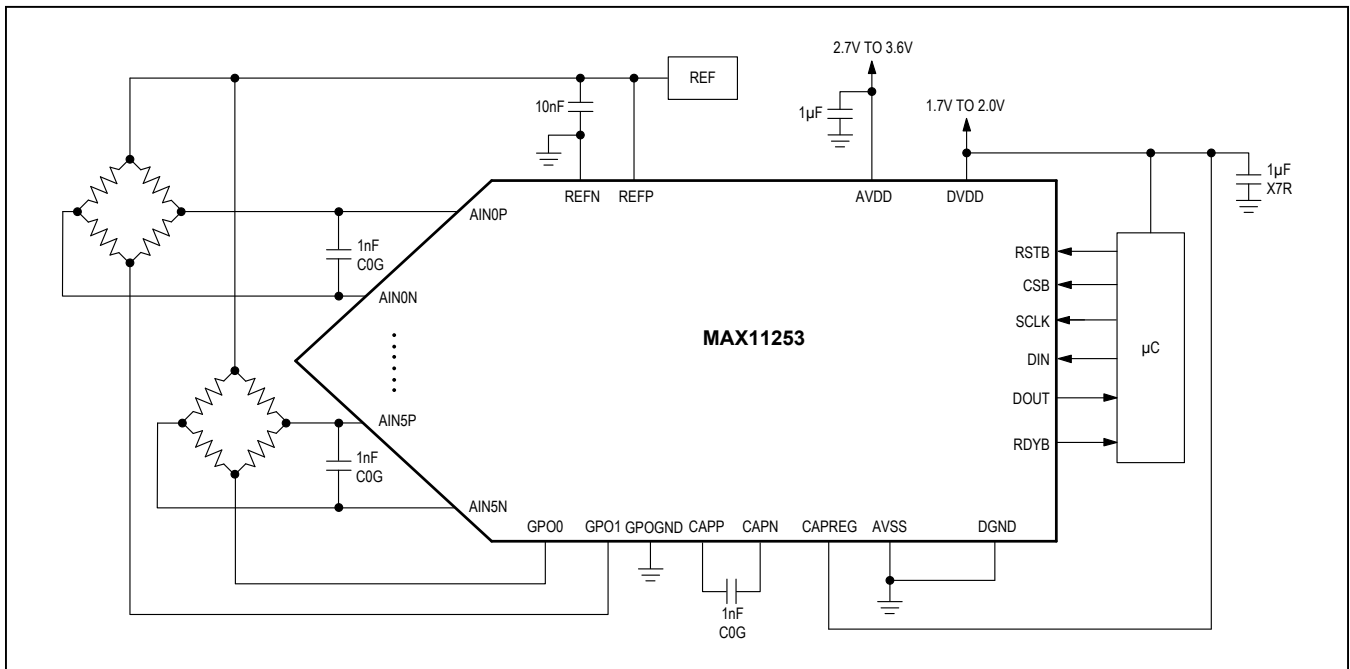 2.7V TO 3.6V
REF
10nF
1µF
1.7V TO 2.0V
1µF
X7R
REFN
REFP
AVDD
DVDD
AIN0P
1nF
C0G
AIN0N
RSTB
CSB
SCLK
DIN
DOUT
RDYB
µC
MAX11253
AIN5P
1nF
C0G
AIN5N
GPO0
GPO1
GPOGND
CAPP
CAPN
CAPREG
AVSS
DGND
1nF
C0G